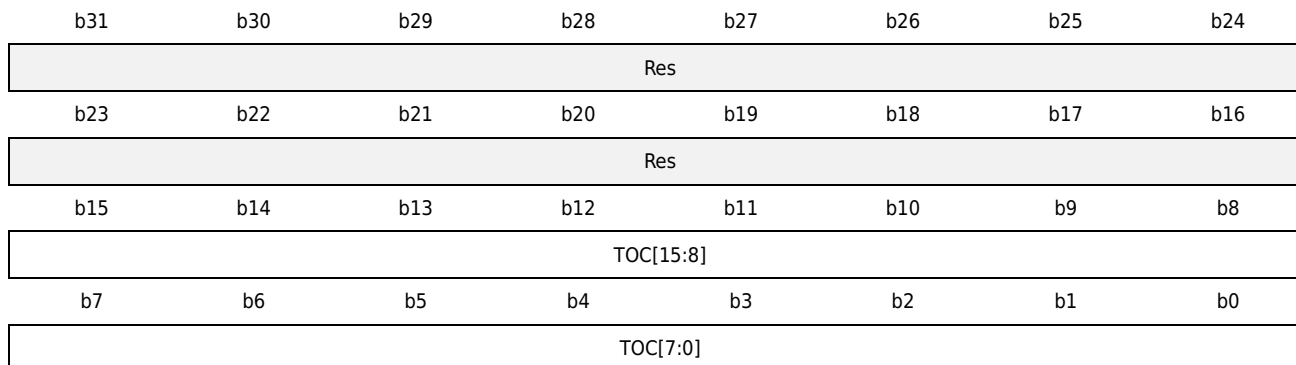 b31 b30 b29 b28 b27 b26 b25 b24
Res
b23 b22 b21 b20 b19 b18 b17 b16
Res
b15 b14 b13 b12 b11 b10 b9 b8
TOC[15:8]
b7 b6 b5 b4 b3 b2 b1 b0
TOC[7:0]